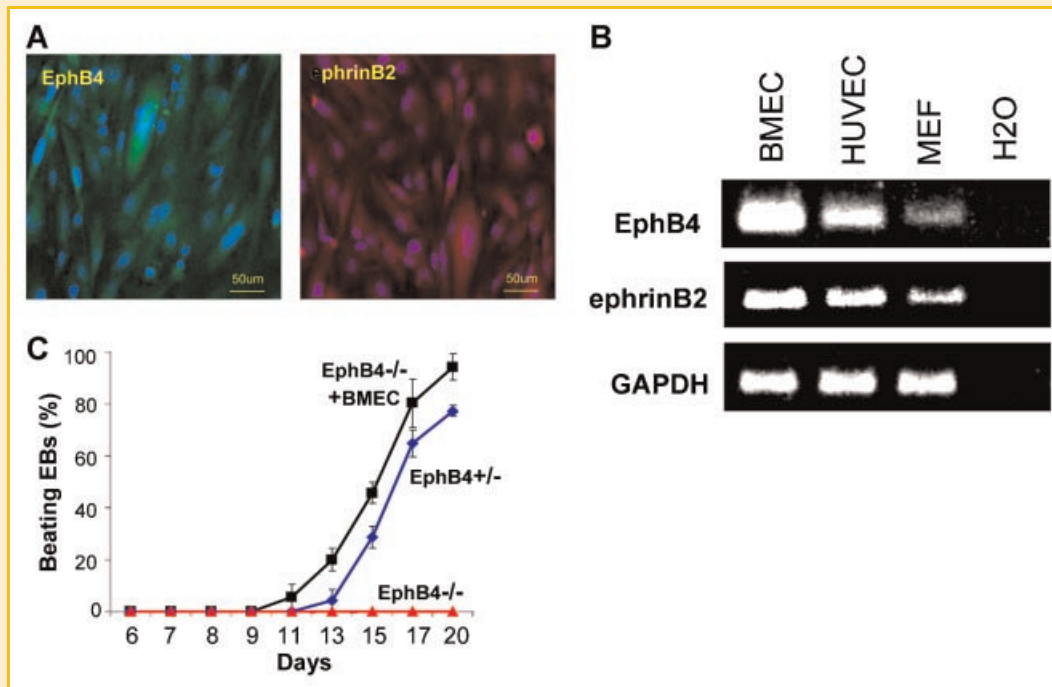 A
EphB4
ephrinB2
50um
50um
B
BMEC
HUVEC
MEF
H2O
EphB4
ephrinB2
GAPDH
C
Beating EBs (%)
100
80
60
40
20
0
EphB4-/-
+BMEC
EphB4+/-
EphB4-/-
6 7 8 9 11 13 15 17 20
Days